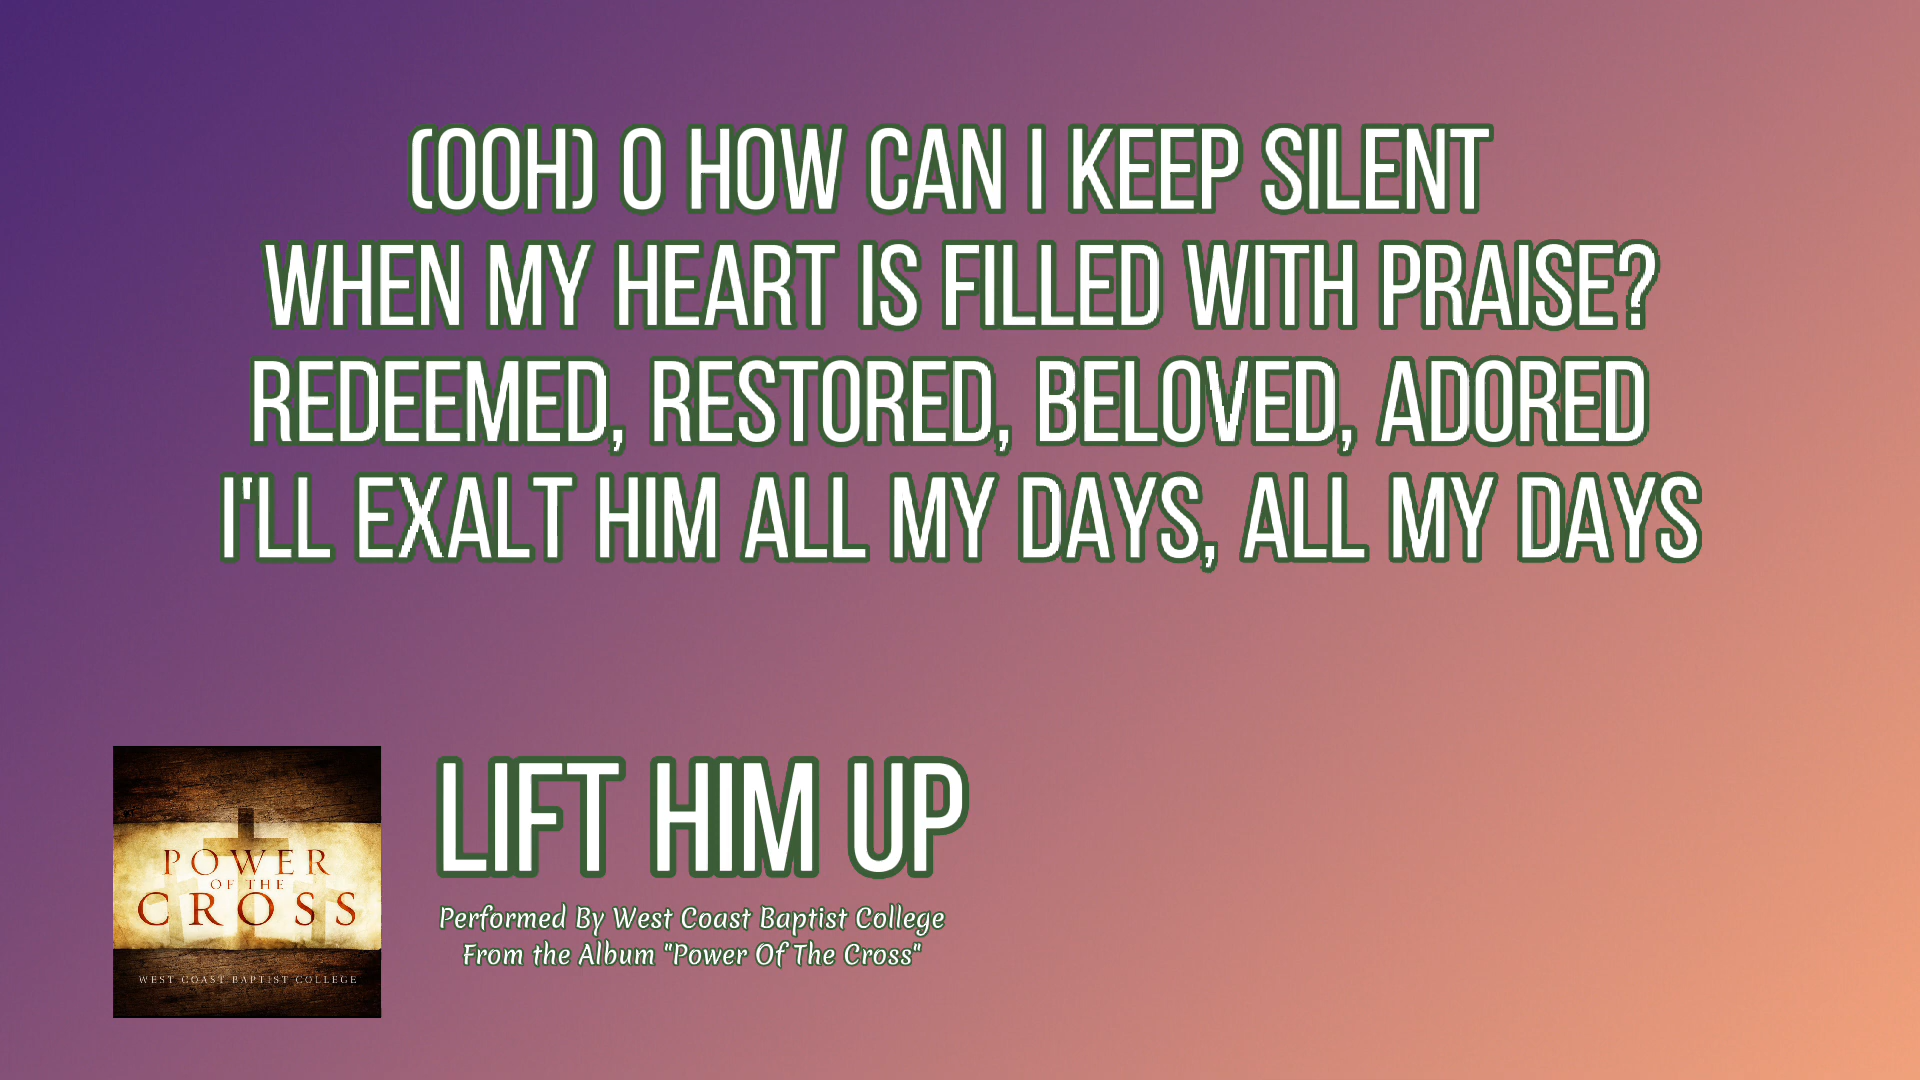 (OOH) O HOW CAN I KEEP SILENT
WHEN MY HEART IS FILLED WITH PRAISE?
REDEEMED, RESTORED, BELOVED, ADORED
I'LL EXALT HIM ALL MY DAYS, ALL MY DAYS
POWER
OF THE
CROSS
WEST COAST BAPTIST COLLEGE
LIFT HIM UP
Performed By West Coast Baptist College
From the Album "Power Of The Cross"